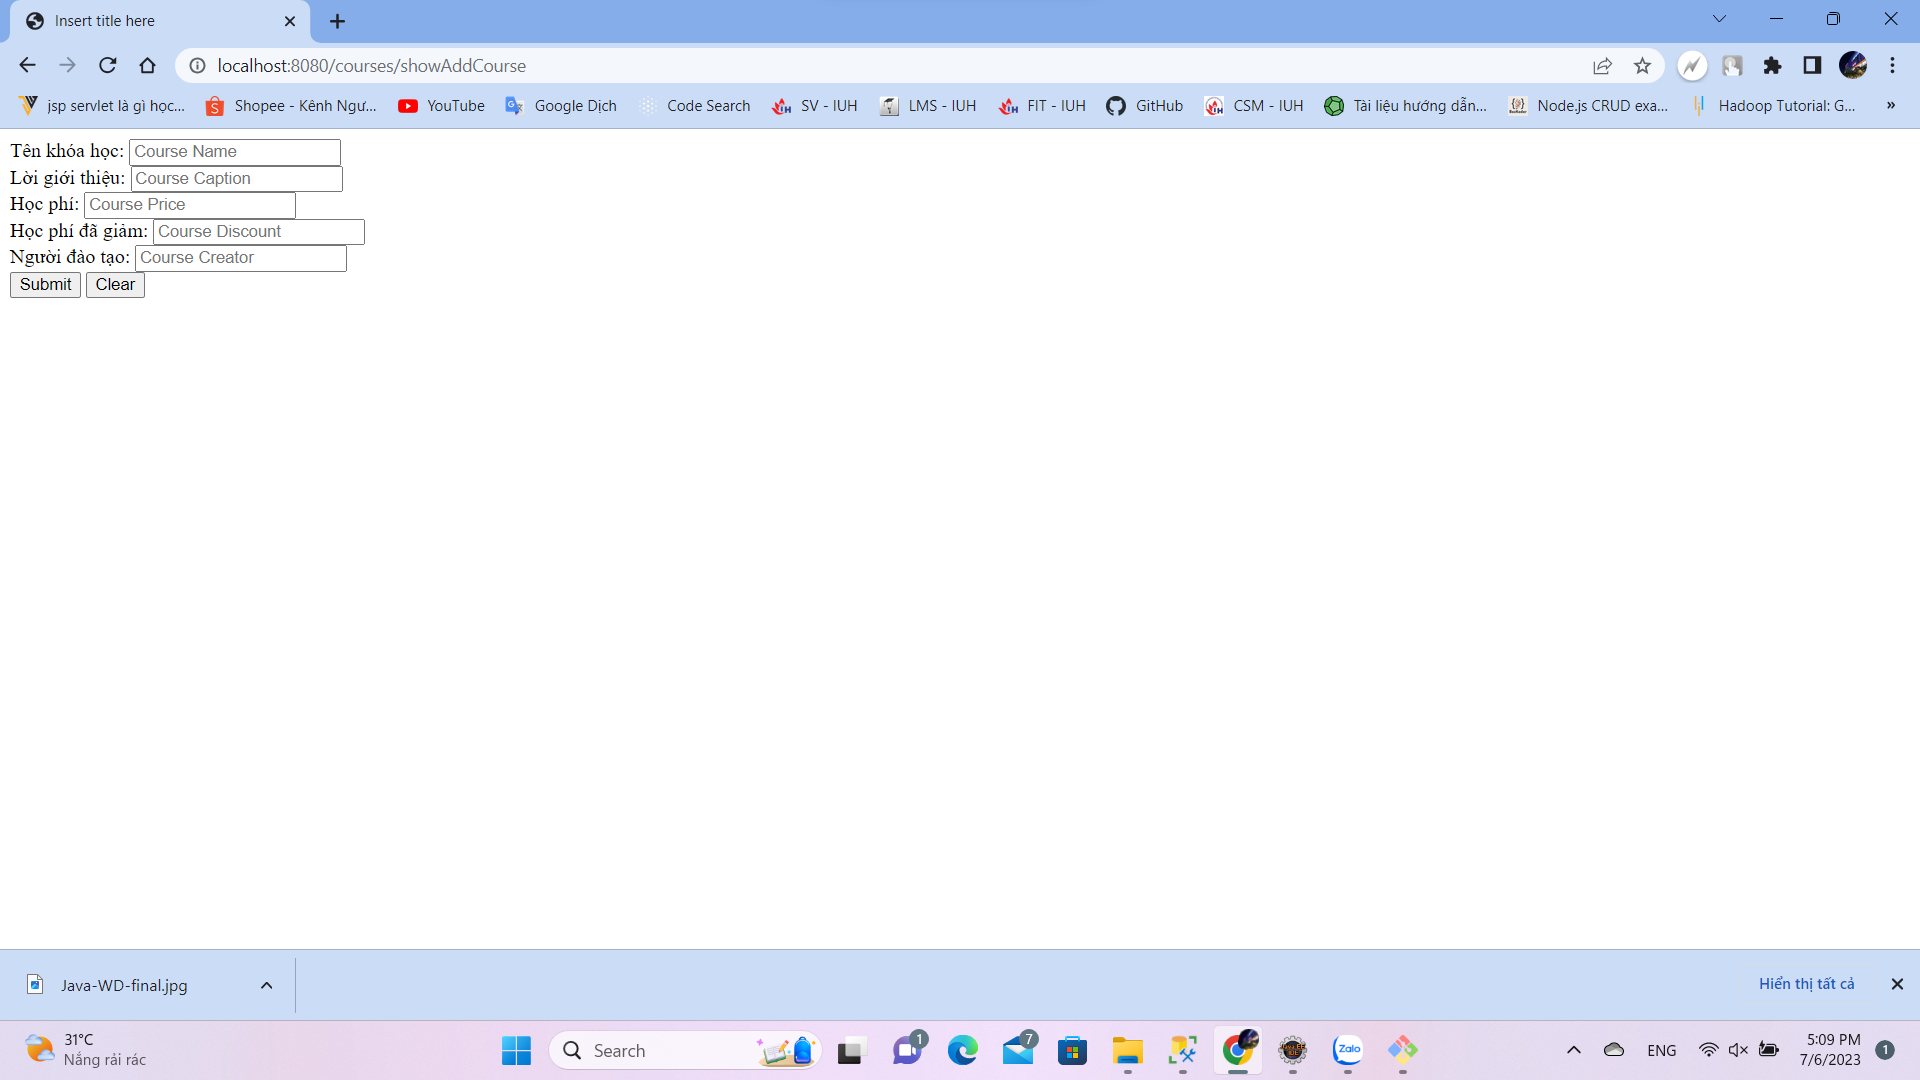 Insert title here
localhost:8080/courses/showAddCourse
jsp servlet là gì học... Shopee - Kênh Ngư... YouTube Google Dịch Code Search SV - IUH LMS - IUH FIT - IUH GitHub CSM - IUH Tài liệu hướng dẫn... Node.js CRUD exa... Hadoop Tutorial: G... »
Tên khóa học: Course Name
Lời giới thiệu: Course Caption
Học phí: Course Price
Học phí đã giảm: Course Discount
Người đào tạo: Course Creator
Submit Clear
Java-WD-final.jpg Hiển thị tất cả
31°C
Nắng rải rác
Search
1
7
Zalo
ENG
5:09 PM
7/6/2023
1